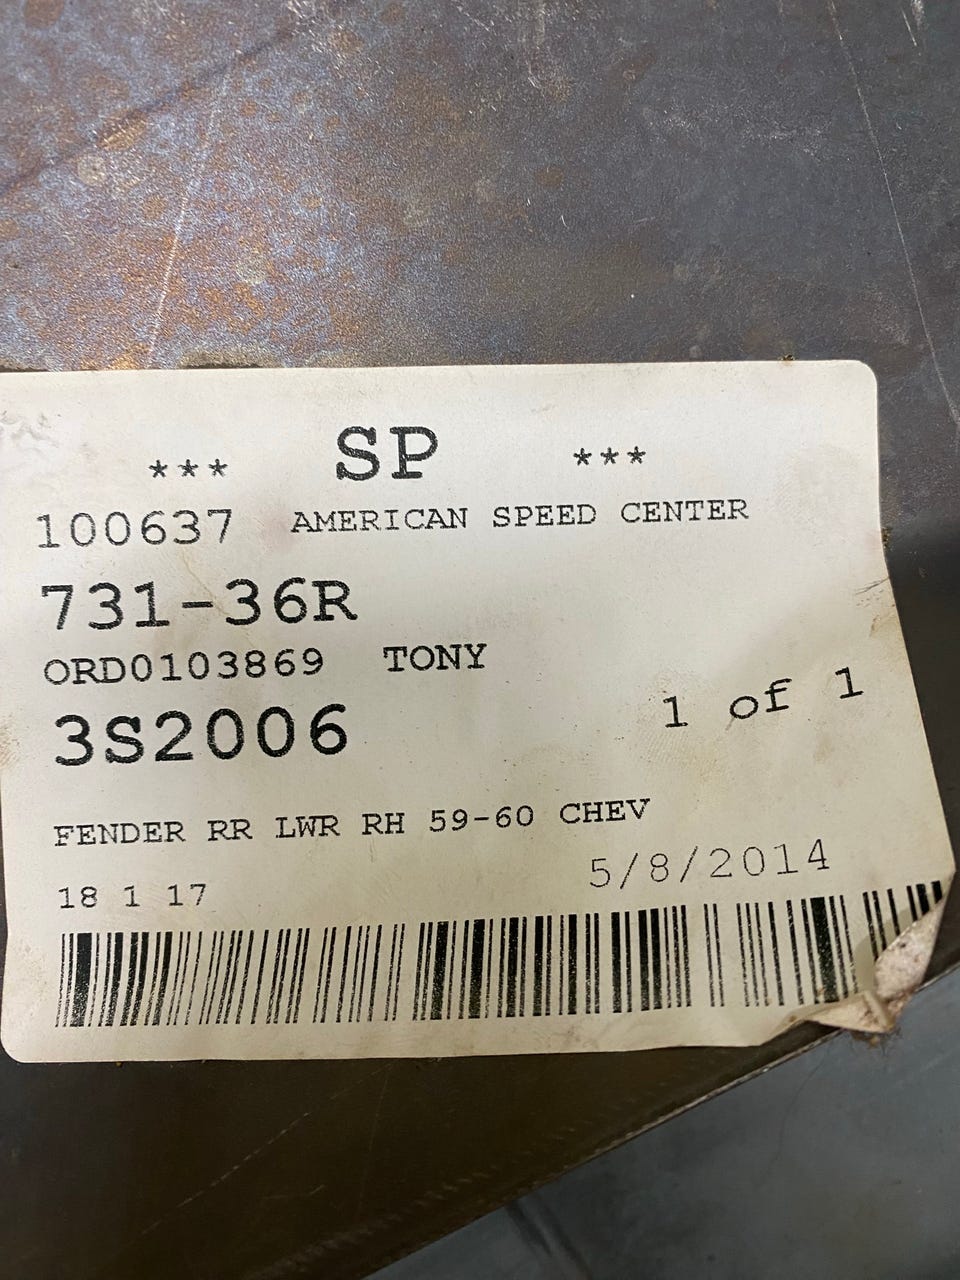 *** SP ***
100637 AMERICAN SPEED CENTER
731-36R
ORD0103869 TONY
3S2006 1 of 1
FENDER RR LWR RH 59-60 CHEV
18 1 17 5/8/2014